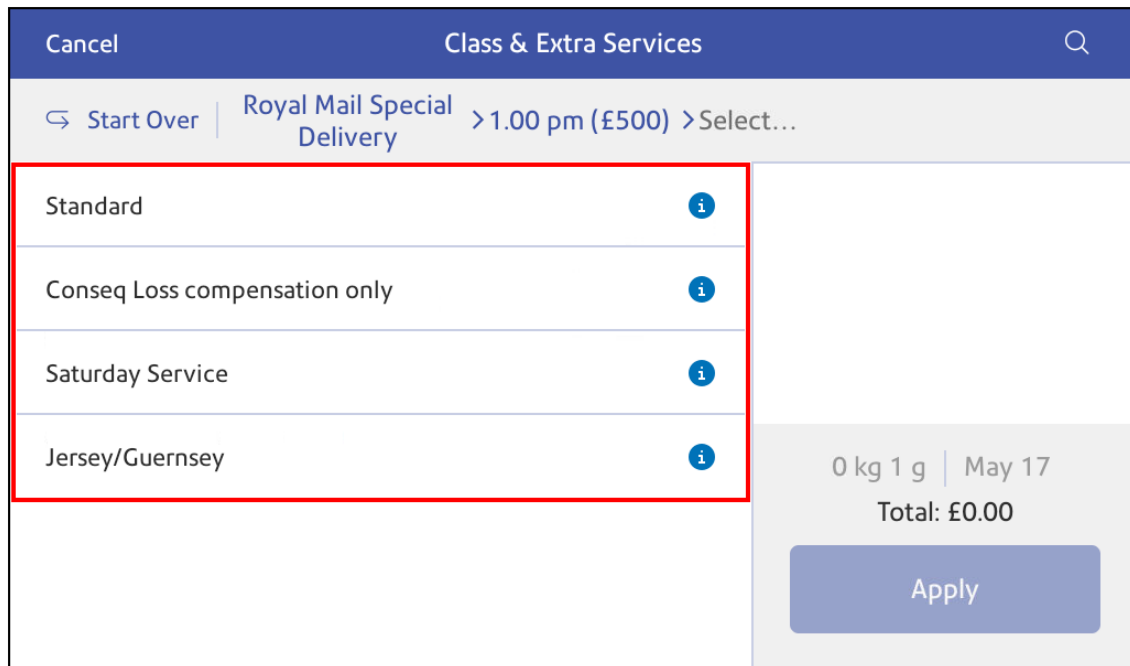 Cancel
Class & Extra Services
Start Over
Royal Mail Special
Delivery
1.00 pm (£500)
Select...
Standard
Conseq Loss compensation only
Saturday Service
Jersey/Guernsey
0 kg 1 g
May 17
Total: £0.00
Apply